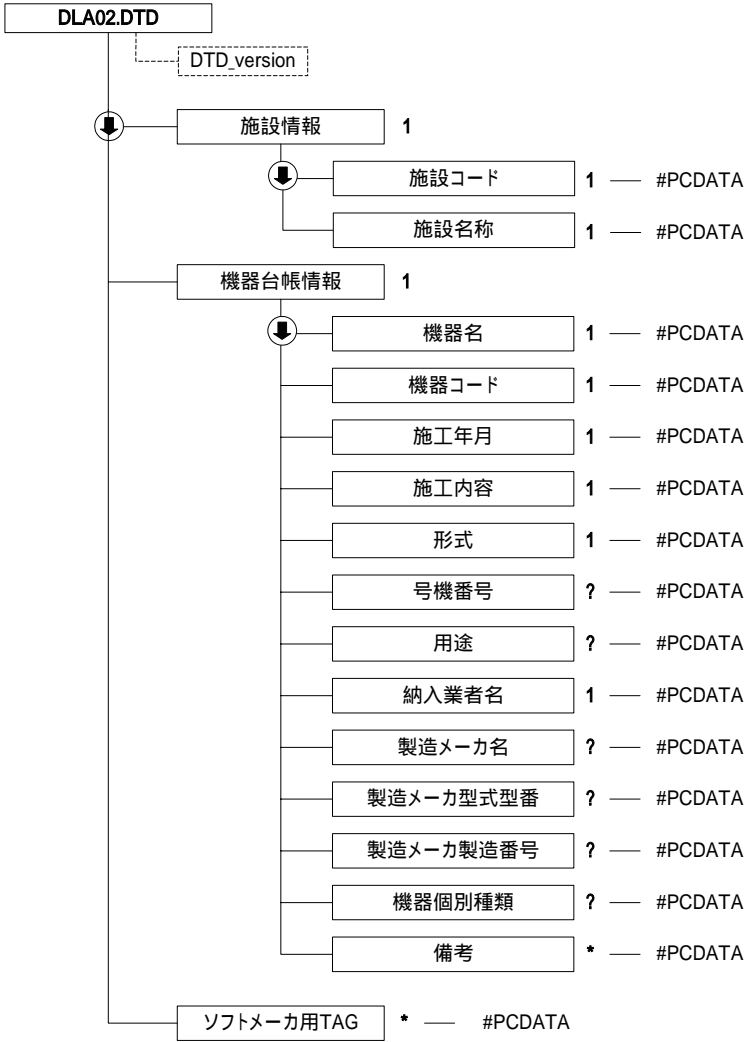 DLA02.DTD
DTD_version
施設情報 1
施設コード 1 #PCDATA
施設名称 1 #PCDATA
機器台帳情報 1
機器名 1 #PCDATA
機器コード 1 #PCDATA
施工年月 1 #PCDATA
施工内容 1 #PCDATA
形式 1 #PCDATA
号機番号 ? #PCDATA
用途 ? #PCDATA
納入業者名 1 #PCDATA
製造メーカ名 ? #PCDATA
製造メーカ型式型番 ? #PCDATA
製造メーカ製造番号 ? #PCDATA
機器個別種類 ? #PCDATA
備考 * #PCDATA
ソフトメーカ用TAG * #PCDATA